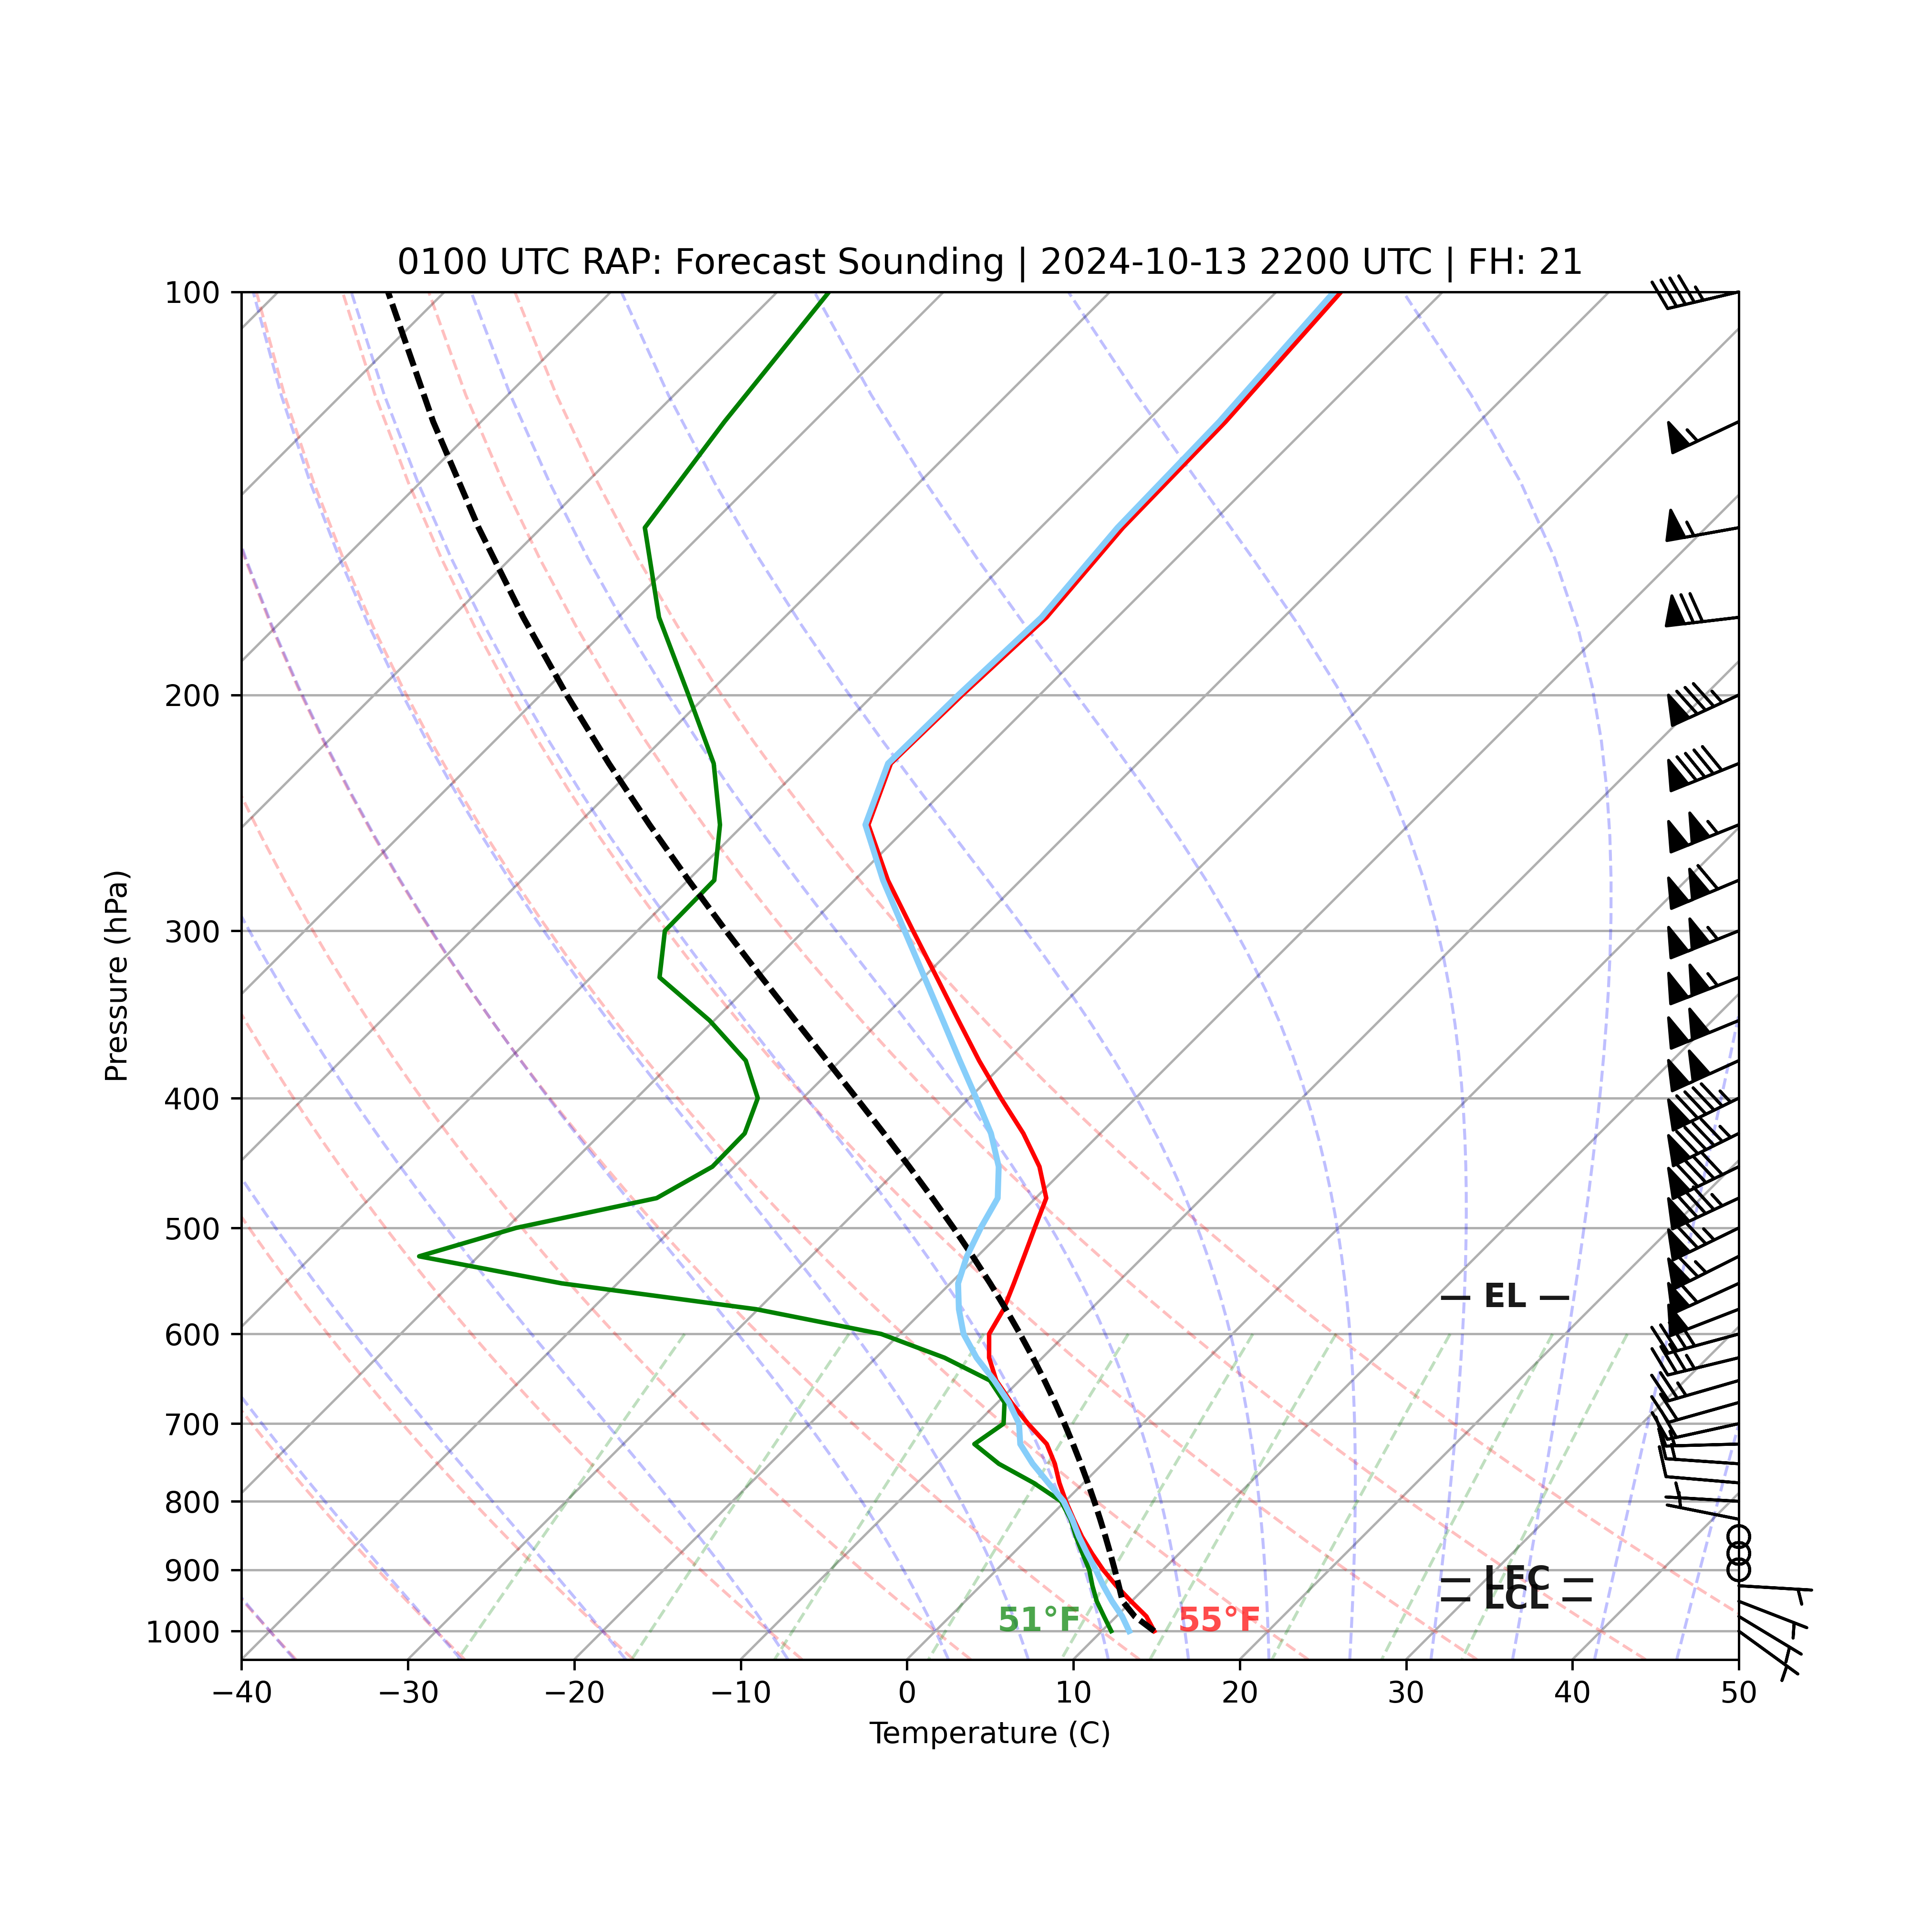 0100 UTC RAP: Forecast Sounding | 2024-10-13 2200 UTC | FH: 21
100
200
300
400
500
600
700
800
900
1000
Pressure (hPa)
— EL —
— LFC —
— LCL —
51°F
55°F
−40 −30 −20 −10 0 10 20 30 40 50
Temperature (C)